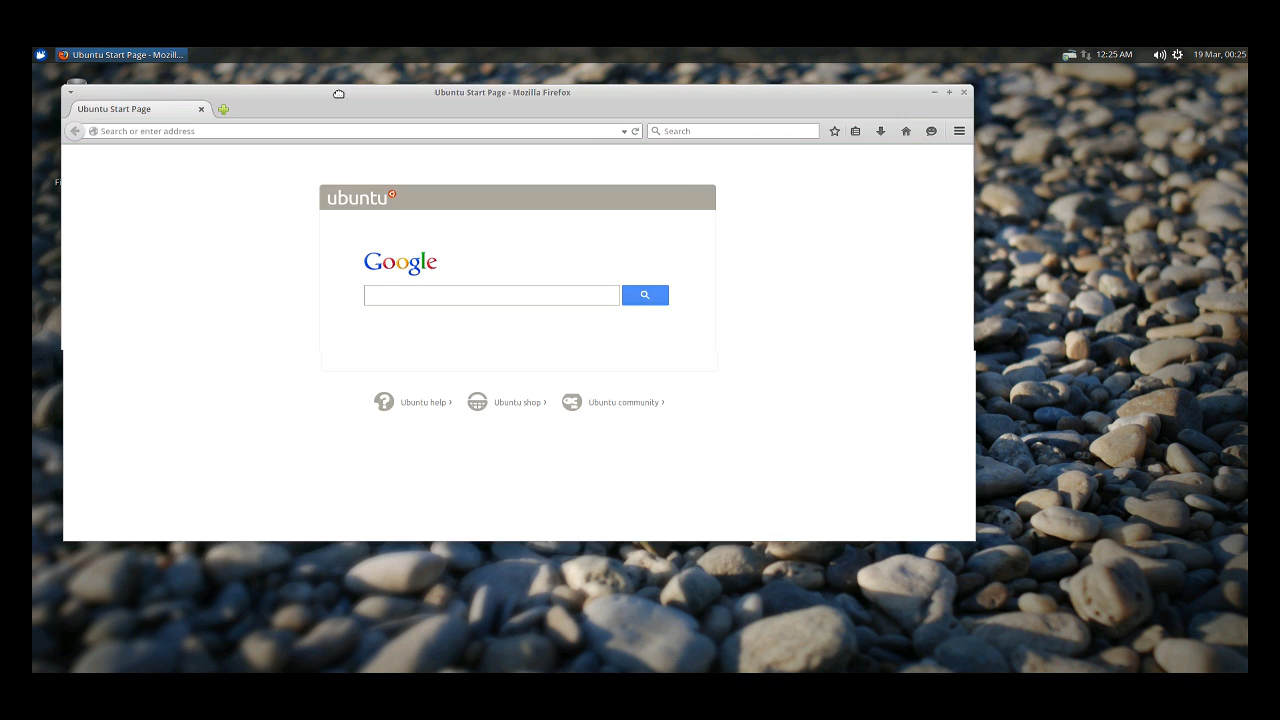 Ubuntu Start Page - Mozill...
12:25 AM
19 Mar, 00:25
Ubuntu Start Page - Mozilla Firefox
Ubuntu Start Page
Search or enter address
Search
Fi
ubuntu
Google
Ubuntu help ›
Ubuntu shop ›
Ubuntu community ›